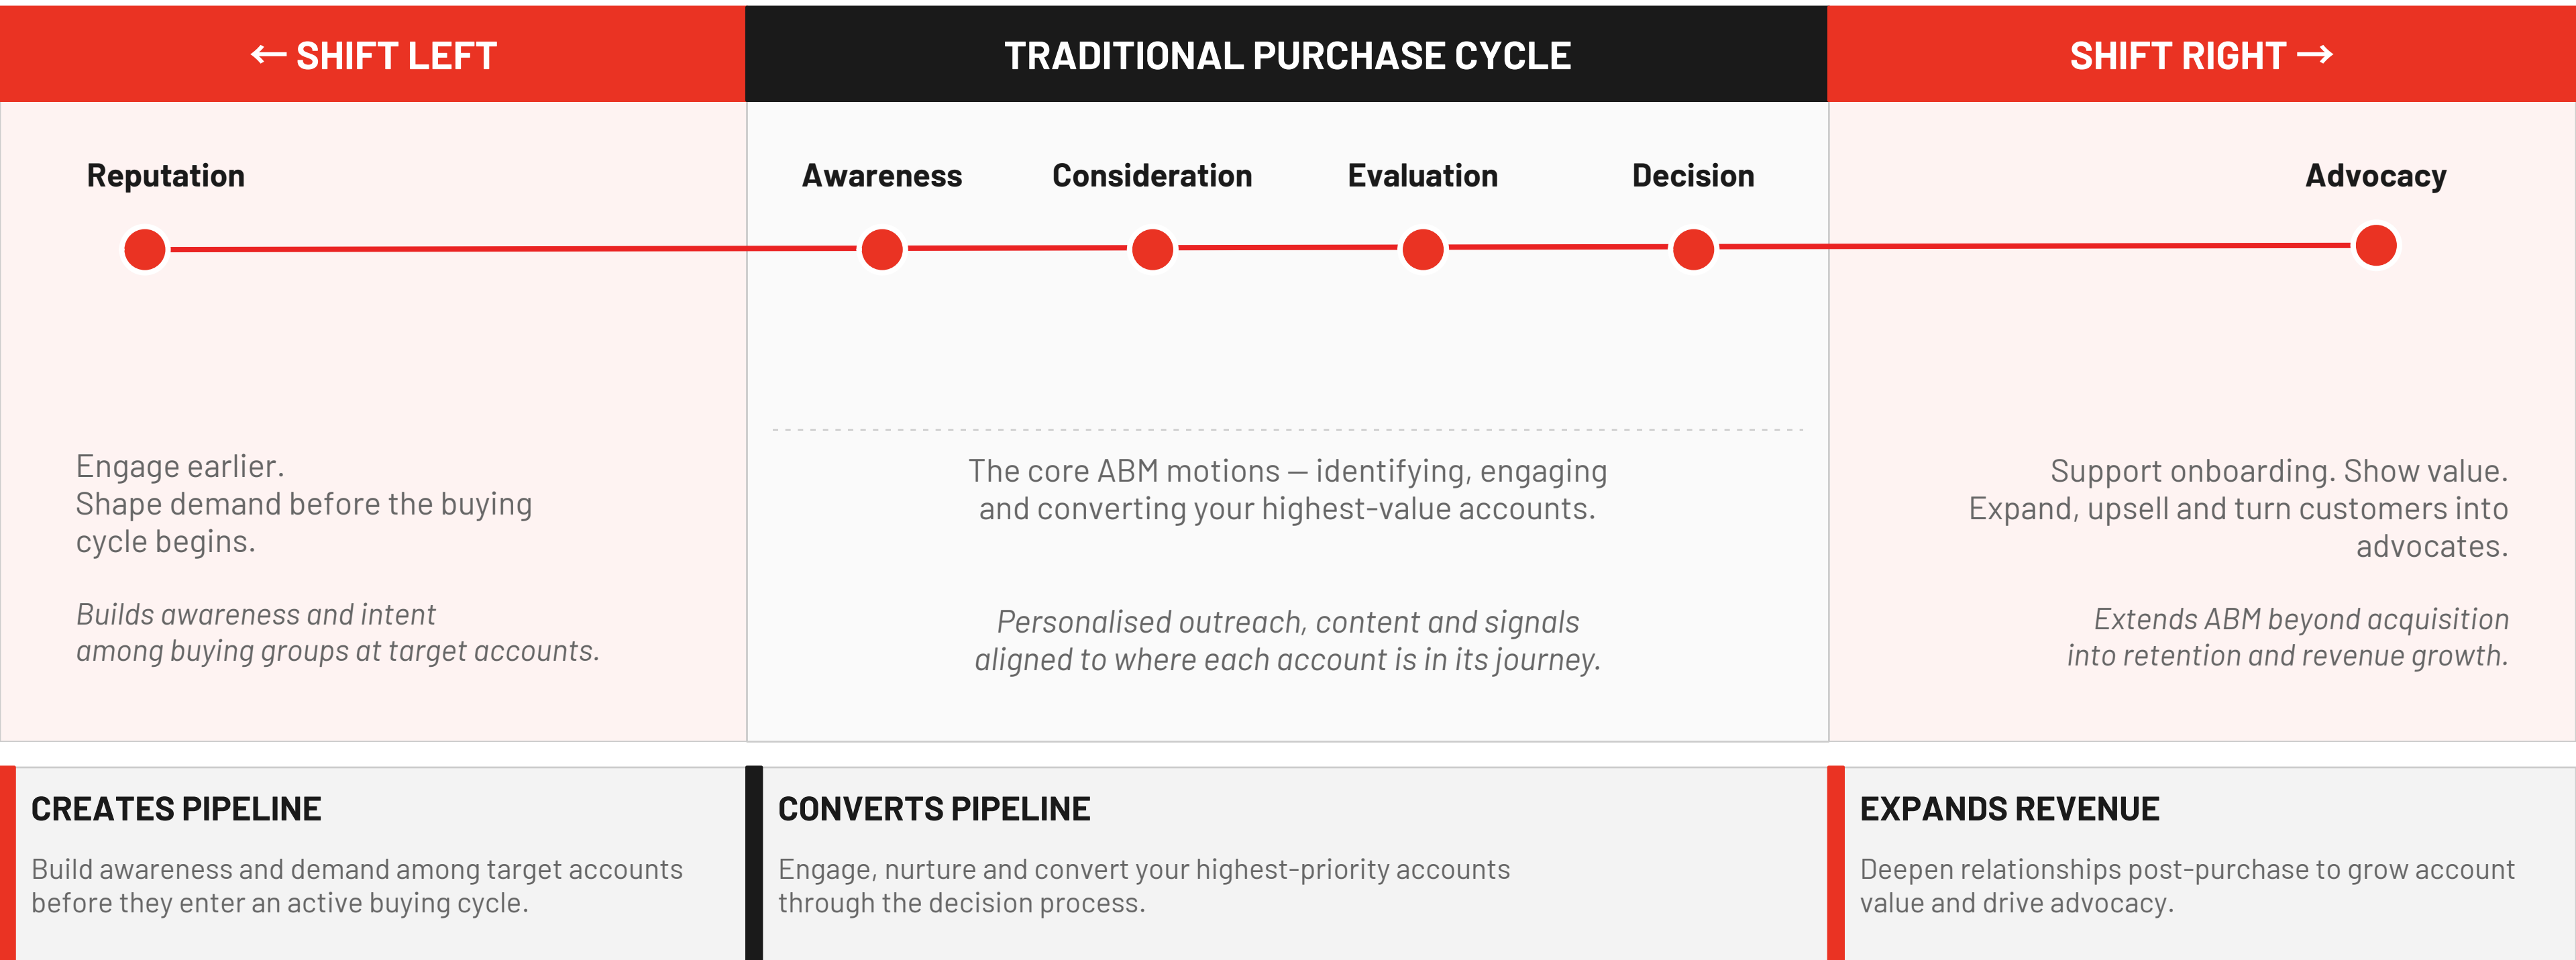 ← SHIFT LEFT
TRADITIONAL PURCHASE CYCLE
SHIFT RIGHT →
Reputation
Awareness
Consideration
Evaluation
Decision
Advocacy
Engage earlier.
Shape demand before the buying
cycle begins.
Builds awareness and intent
among buying groups at target accounts.
The core ABM motions — identifying, engaging
and converting your highest-value accounts.
Personalised outreach, content and signals
aligned to where each account is in its journey.
Support onboarding. Show value.
Expand, upsell and turn customers into
advocates.
Extends ABM beyond acquisition
into retention and revenue growth.
CREATES PIPELINE
Build awareness and demand among target accounts
before they enter an active buying cycle.
CONVERTS PIPELINE
Engage, nurture and convert your highest-priority accounts
through the decision process.
EXPANDS REVENUE
Deepen relationships post-purchase to grow account
value and drive advocacy.